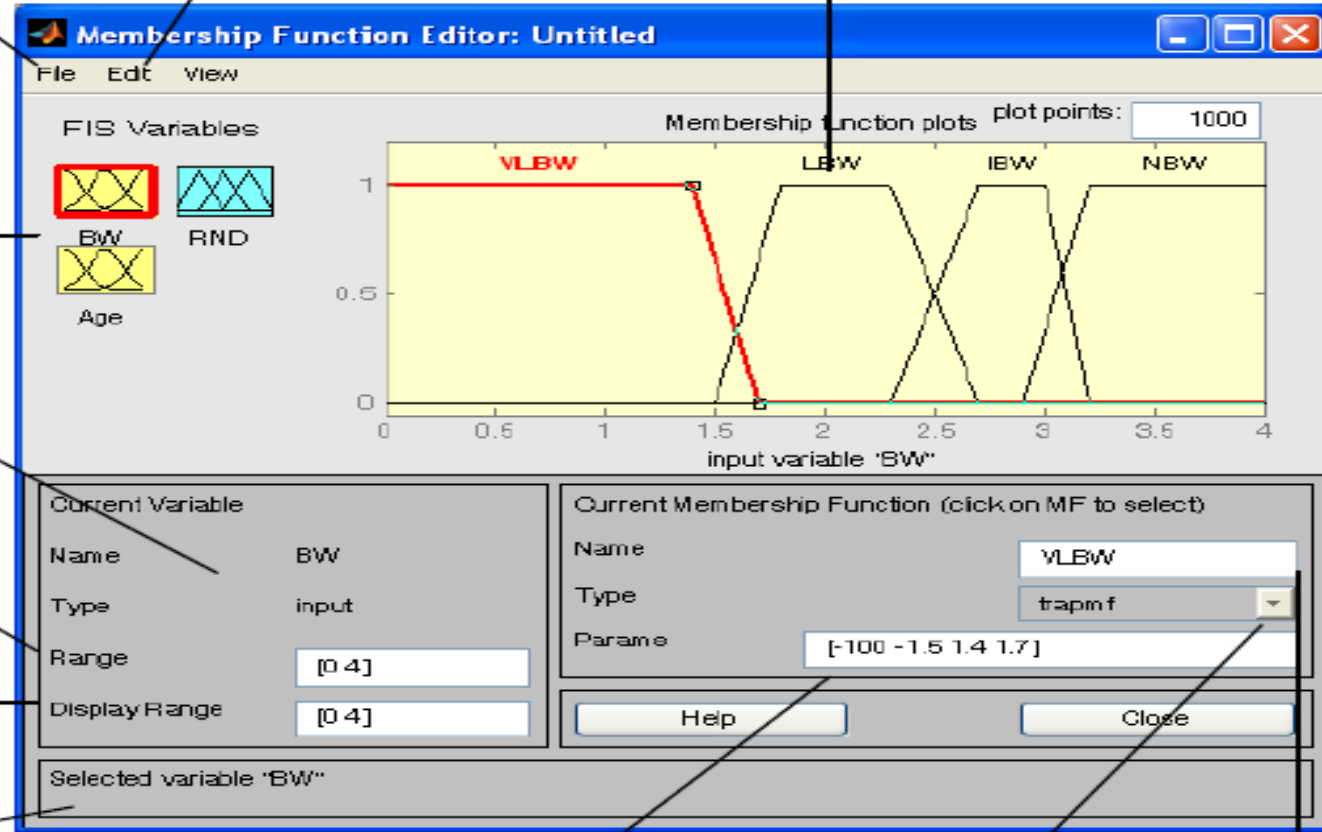 Membership Function Editor: Untitled
File Edit View
FIS Variables
Membership function plots plot points: 1000
VLBW LBW IBW NBW
BW RND
Age
1
0.5
0
0 0.5 1 1.5 2 2.5 3 3.5 4
input variable "BW"
Current Variable
Name BW
Type input
Range [0 4]
Display Range [0 4]
Current Membership Function (click on MF to select)
Name VLBW
Type trapmf
Params [-100 -1.5 1.4 1.7]
Help Close
Selected variable "BW"